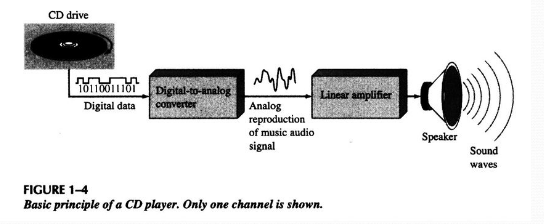 CD drive
10110011101
Digital data
Digital-to-analog
converter
Analog
reproduction
of music audio
signal
Linear amplifier
Speaker
Sound
waves
FIGURE 1–4
Basic principle of a CD player. Only one channel is shown.